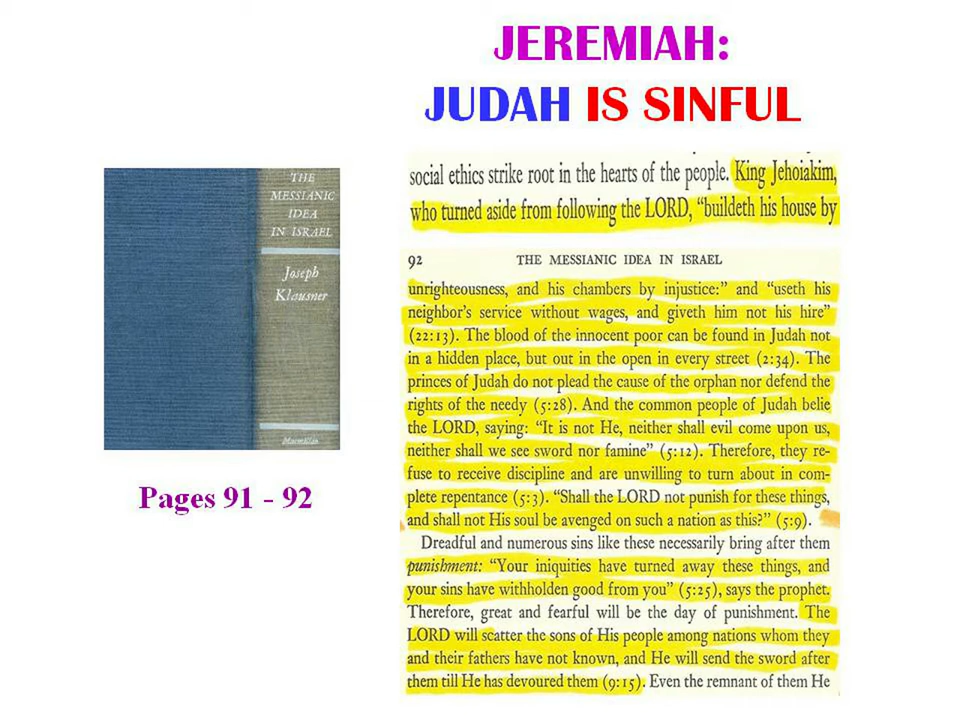 JEREMIAH:
JUDAH IS SINFUL
THE
MESSIANIC
IDEA
IN ISRAEL
Joseph
Klausner
Macmillan
Pages 91 - 92
social ethics strike root in the hearts of the people. King Jehoiakim,
who turned aside from following the LORD, “buildeth his house by
92 THE MESSIANIC IDEA IN ISRAEL
unrighteousness, and his chambers by injustice:” and “useth his
neighbor’s service without wages, and giveth him not his hire”
(22:13). The blood of the innocent poor can be found in Judah not
in a hidden place, but out in the open in every street (2:34). The
princes of Judah do not plead the cause of the orphan nor defend the
rights of the needy (5:28). And the common people of Judah belie
the LORD, saying: “It is not He, neither shall evil come upon us,
neither shall we see sword nor famine” (5:12). Therefore, they re-
fuse to receive discipline and are unwilling to turn about in com-
plete repentance (5:3). “Shall the LORD not punish for these things,
and shall not His soul be avenged on such a nation as this?” (5:9).
Dreadful and numerous sins like these necessarily bring after them
punishment: “Your iniquities have turned away these things, and
your sins have withholden good from you” (5:25), says the prophet.
Therefore, great and fearful will be the day of punishment. The
LORD will scatter the sons of His people among nations whom they
and their fathers have not known, and He will send the sword after
them till He has devoured them (9:15). Even the remnant of them He